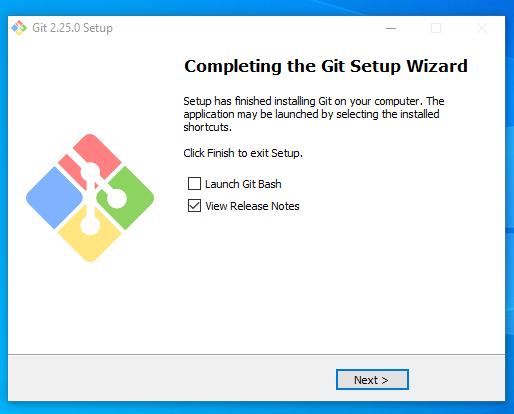 Git 2.25.0 Setup
Completing the Git Setup Wizard
Setup has finished installing Git on your computer. The
application may be launched by selecting the installed
shortcuts.
Click Finish to exit Setup.
Launch Git Bash
View Release Notes
Next >